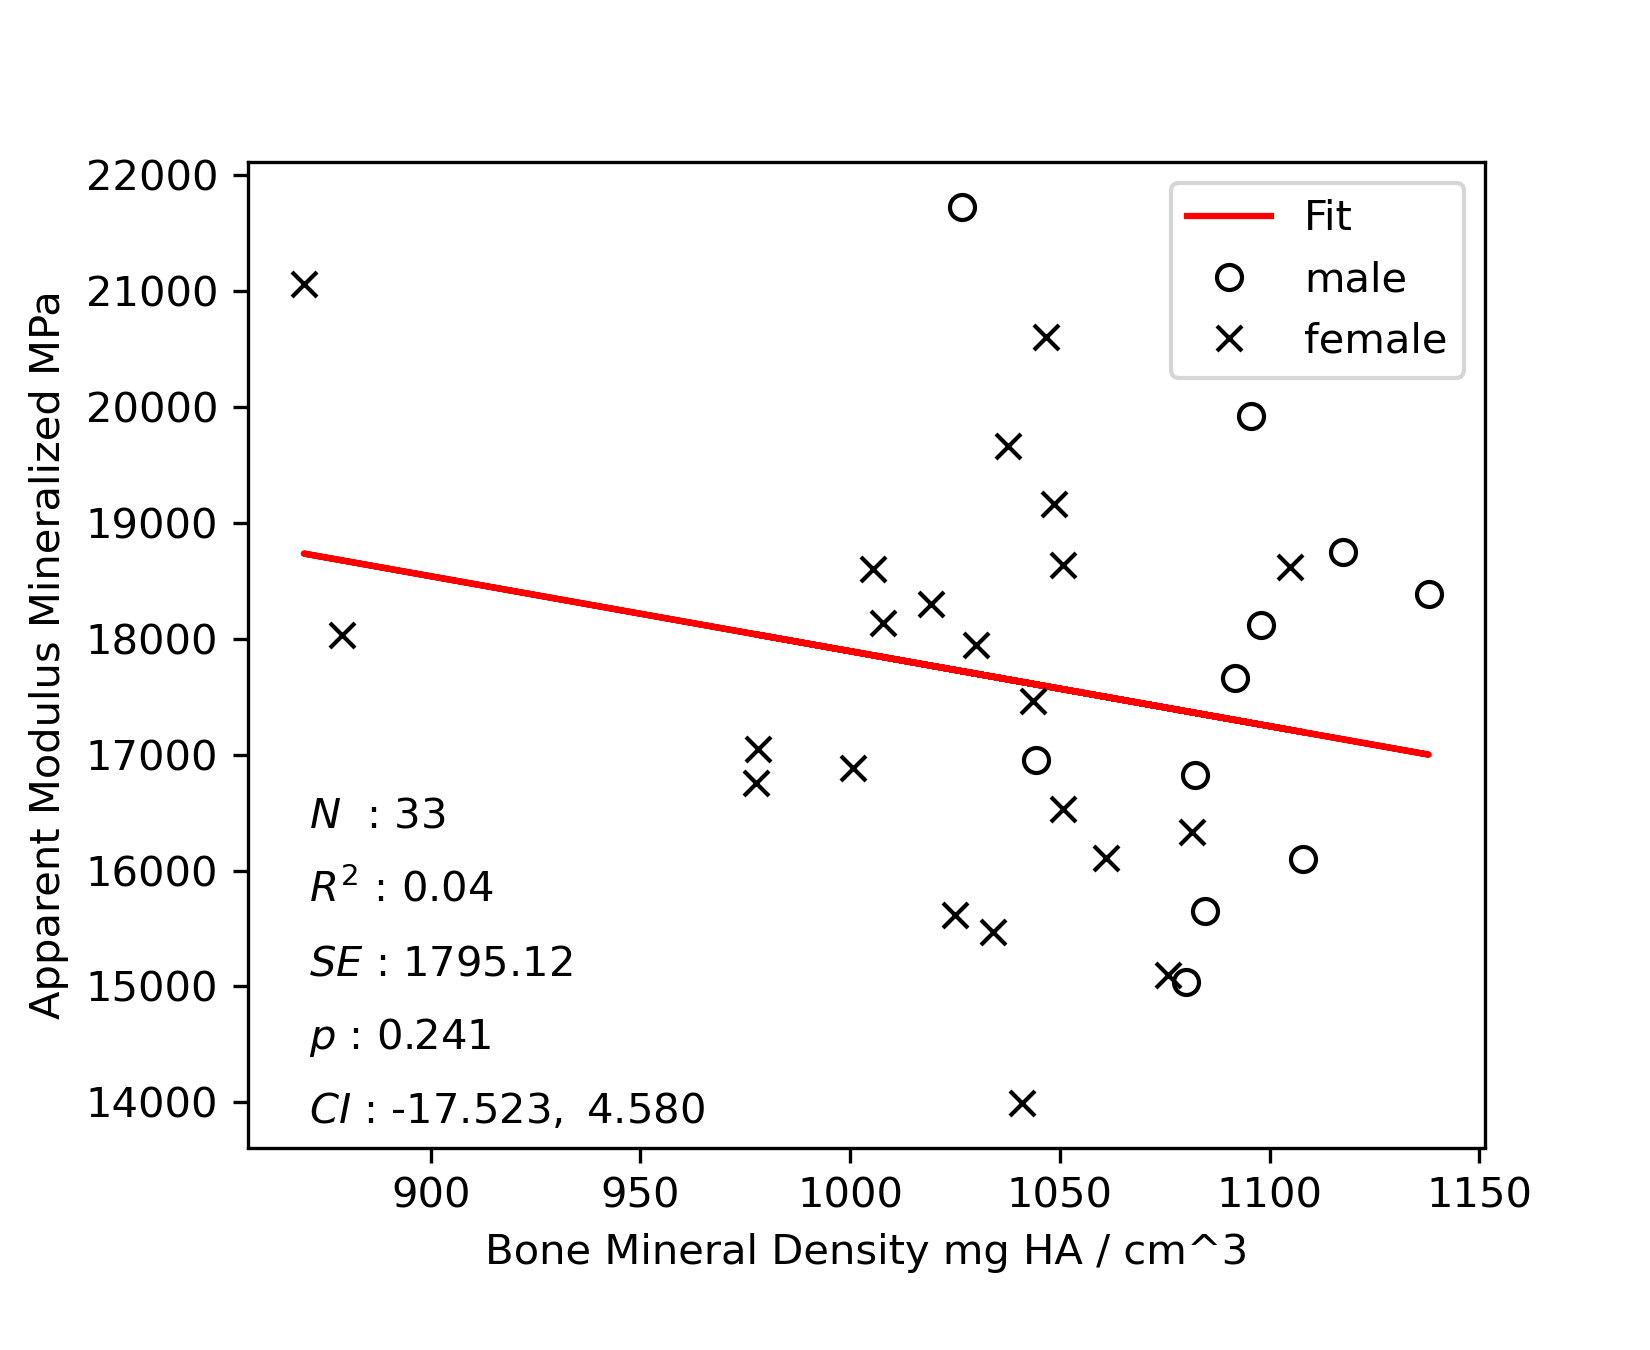 22000
21000
20000
19000
18000
17000
16000
15000
14000
Apparent Modulus Mineralized MPa
Fit
male
female
N : 33
R² : 0.04
SE : 1795.12
p : 0.241
CI : -17.523, 4.580
900 950 1000 1050 1100 1150
Bone Mineral Density mg HA / cm^3